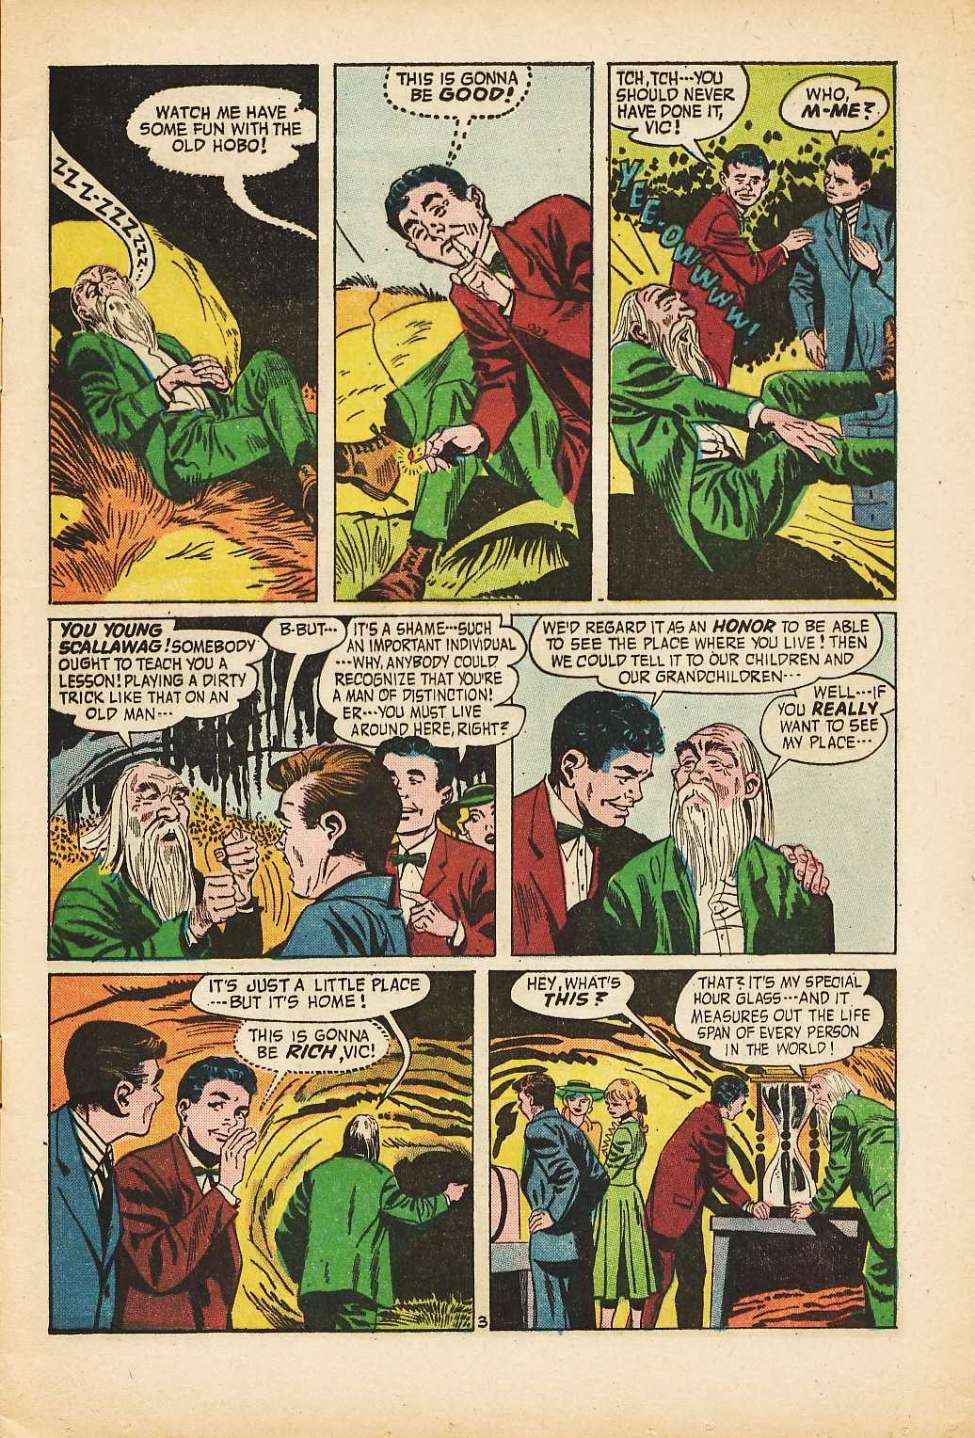 WATCH ME HAVE
SOME FUN WITH THE
OLD HOBO!
ZZZ-ZZZZZZZ...
THIS IS GONNA
BE GOOD!
TCH, TCH---YOU
SHOULD NEVER
HAVE DONE IT,
VIC!
WHO,
M-ME?
YEEE-OWWWW!
YOU YOUNG
SCALLAWAG! SOMEBODY
OUGHT TO TEACH YOU A
LESSON! PLAYING A DIRTY
TRICK LIKE THAT ON AN
OLD MAN---
B-BUT---
IT'S A SHAME---SUCH
AN IMPORTANT INDIVIDUAL
---WHY, ANYBODY COULD
RECOGNIZE THAT YOU'RE
A MAN OF DISTINCTION!
ER---YOU MUST LIVE
AROUND HERE, RIGHT?
WE'D REGARD IT AS AN HONOR TO BE ABLE
TO SEE THE PLACE WHERE YOU LIVE! THEN
WE COULD TELL IT TO OUR CHILDREN AND
OUR GRANDCHILDREN---
WELL---IF
YOU REALLY
WANT TO SEE
MY PLACE---
IT'S JUST A LITTLE PLACE
---BUT IT'S HOME!
THIS IS GONNA
BE RICH, VIC!
HEY, WHAT'S
THIS?
THAT? IT'S MY SPECIAL
HOUR GLASS---AND IT
MEASURES OUT THE LIFE
SPAN OF EVERY PERSON
IN THE WORLD!
3